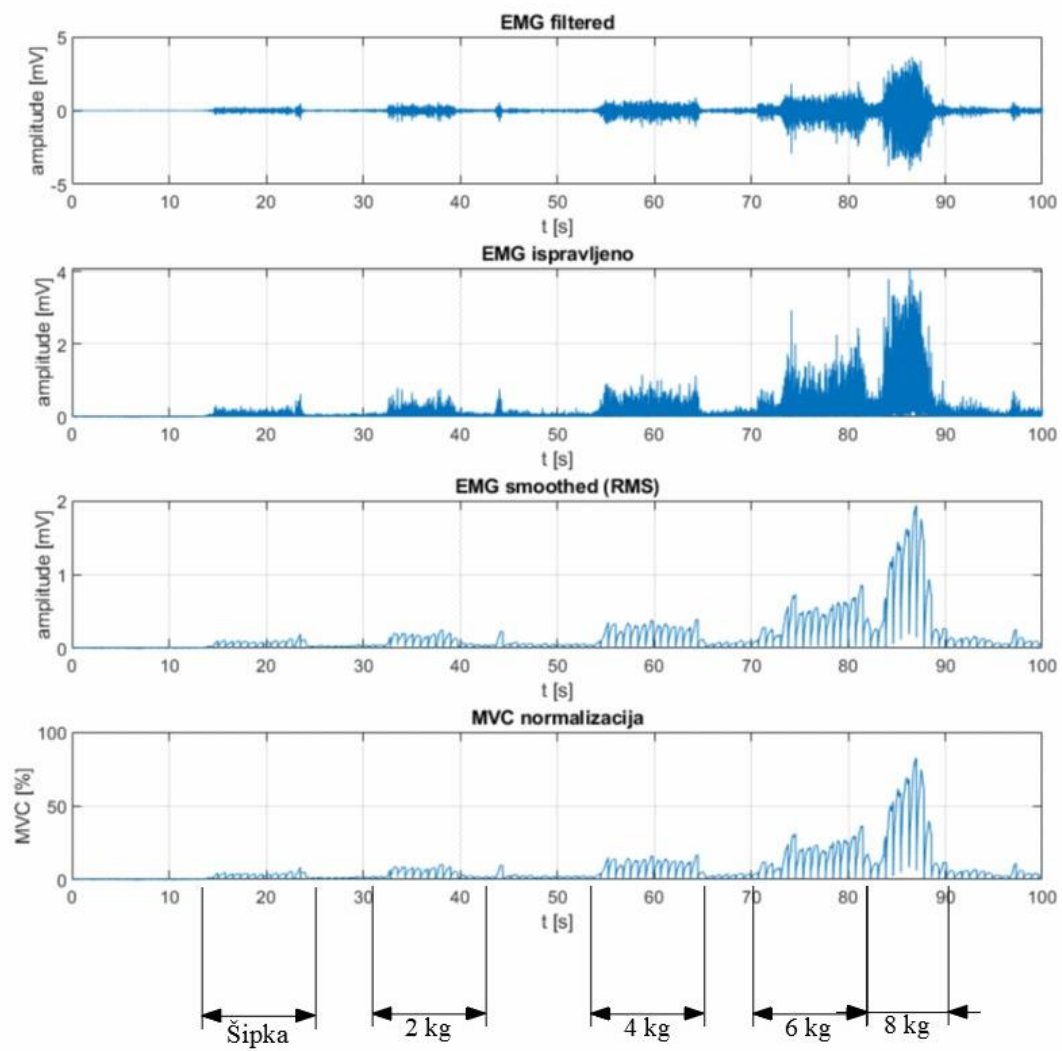 EMG filtered
5
0
-5
amplitude [mV]
0 10 20 30 40 50 60 70 80 90 100
t [s]
EMG ispravljeno
4
2
0
amplitude [mV]
0 10 20 30 40 50 60 70 80 90 100
t [s]
EMG smoothed (RMS)
2
1
0
amplitude [mV]
0 10 20 30 40 50 60 70 80 90 100
t [s]
MVC normalizacija
100
50
0
MVC [%]
0 10 20 30 40 50 60 70 80 90 100
t [s]
Šipka 2 kg 4 kg 6 kg 8 kg